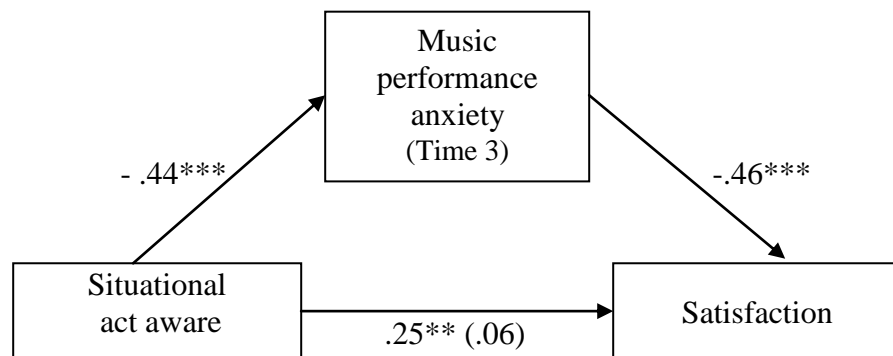 Music
performance
anxiety
(Time 3)
- .44***
-.46***
Situational
act aware
.25** (.06)
Satisfaction